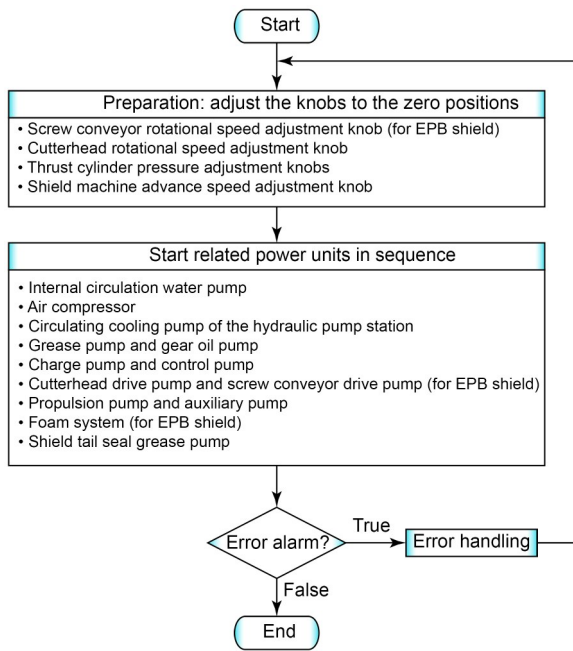 Start
Preparation: adjust the knobs to the zero positions
• Screw conveyor rotational speed adjustment knob (for EPB shield)
• Cutterhead rotational speed adjustment knob
• Thrust cylinder pressure adjustment knobs
• Shield machine advance speed adjustment knob
Start related power units in sequence
• Internal circulation water pump
• Air compressor
• Circulating cooling pump of the hydraulic pump station
• Grease pump and gear oil pump
• Charge pump and control pump
• Cutterhead drive pump and screw conveyor drive pump (for EPB shield)
• Propulsion pump and auxiliary pump
• Foam system (for EPB shield)
• Shield tail seal grease pump
Error alarm?
True
Error handling
False
End